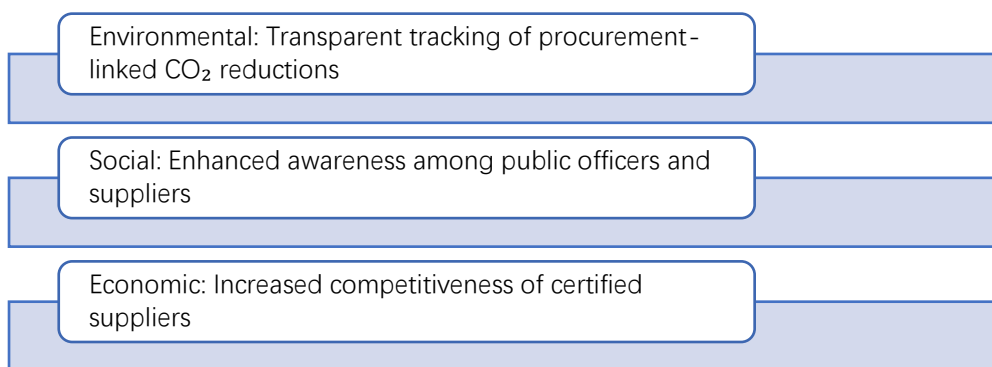 Environmental: Transparent tracking of procurement-
linked CO₂ reductions
Social: Enhanced awareness among public officers and
suppliers
Economic: Increased competitiveness of certified
suppliers